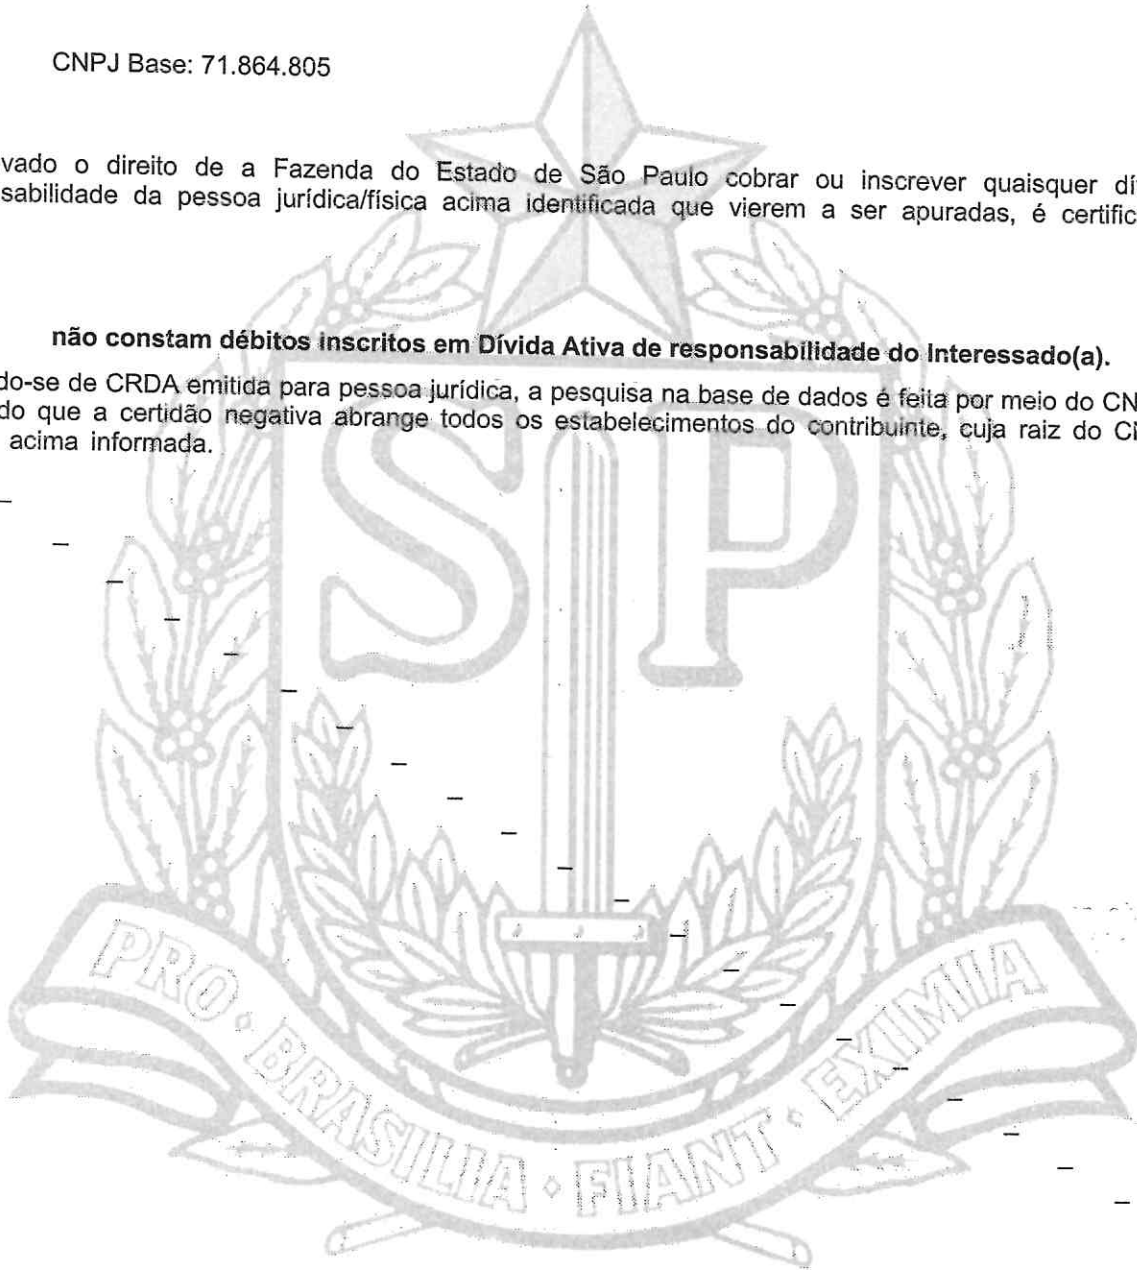 CNPJ Base: 71.864.805
vado o direito de a Fazenda do Estado de São Paulo cobrar ou inscrever quaisquer dí
sabilidade da pessoa jurídica/física acima identificada que vierem a ser apuradas, é certific
não constam débitos inscritos em Dívida Ativa de responsabilidade do Interessado(a).
do-se de CRDA emitida para pessoa jurídica, a pesquisa na base de dados é feita por meio do CN
do que a certidão negativa abrange todos os estabelecimentos do contribuinte, cuja raiz do C
acima informada.
SP
PRO BRASILIA FIANT EXIMIA